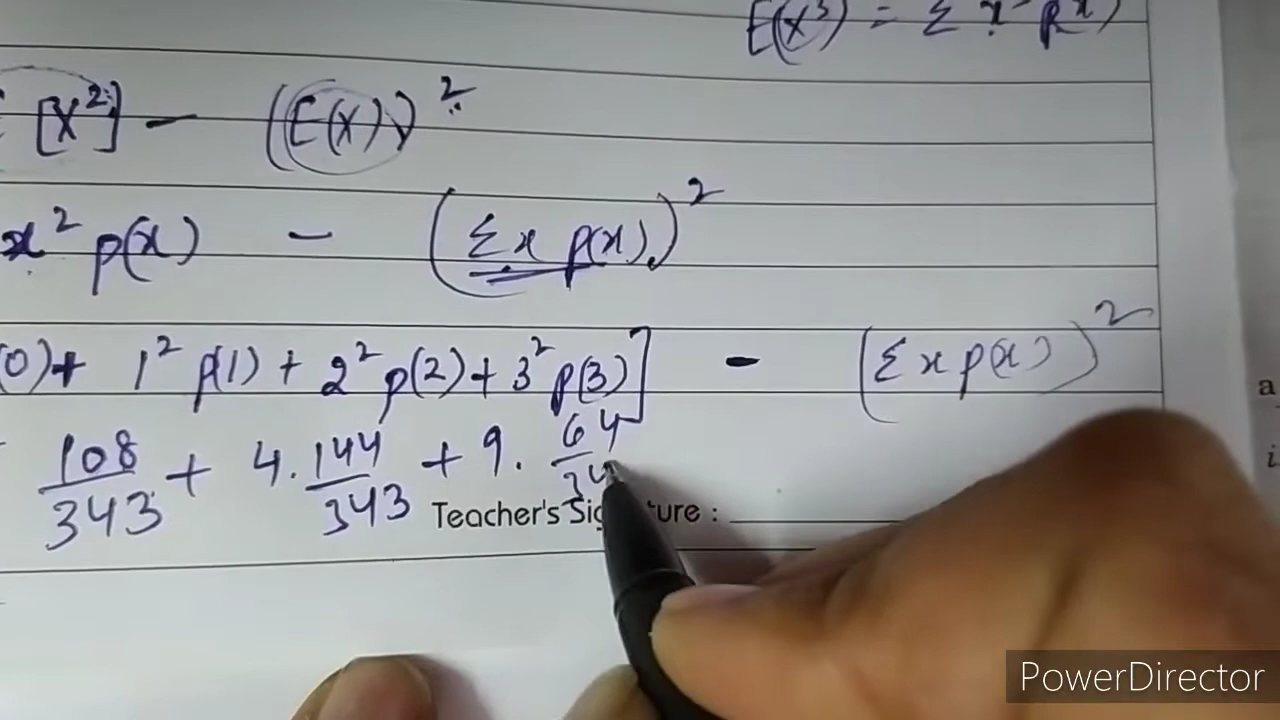 E(X³) = Σ x p(x)
[X²] - (E(X))²
x² p(x) - (Σx p(x))²
(0)+ 1² p(1) + 2² p(2) + 3² p(3)] - (Σ x p(x))²
108/343 + 4.144/343 + 9. 64/34
Teacher's Signature :
a
i
PowerDirector